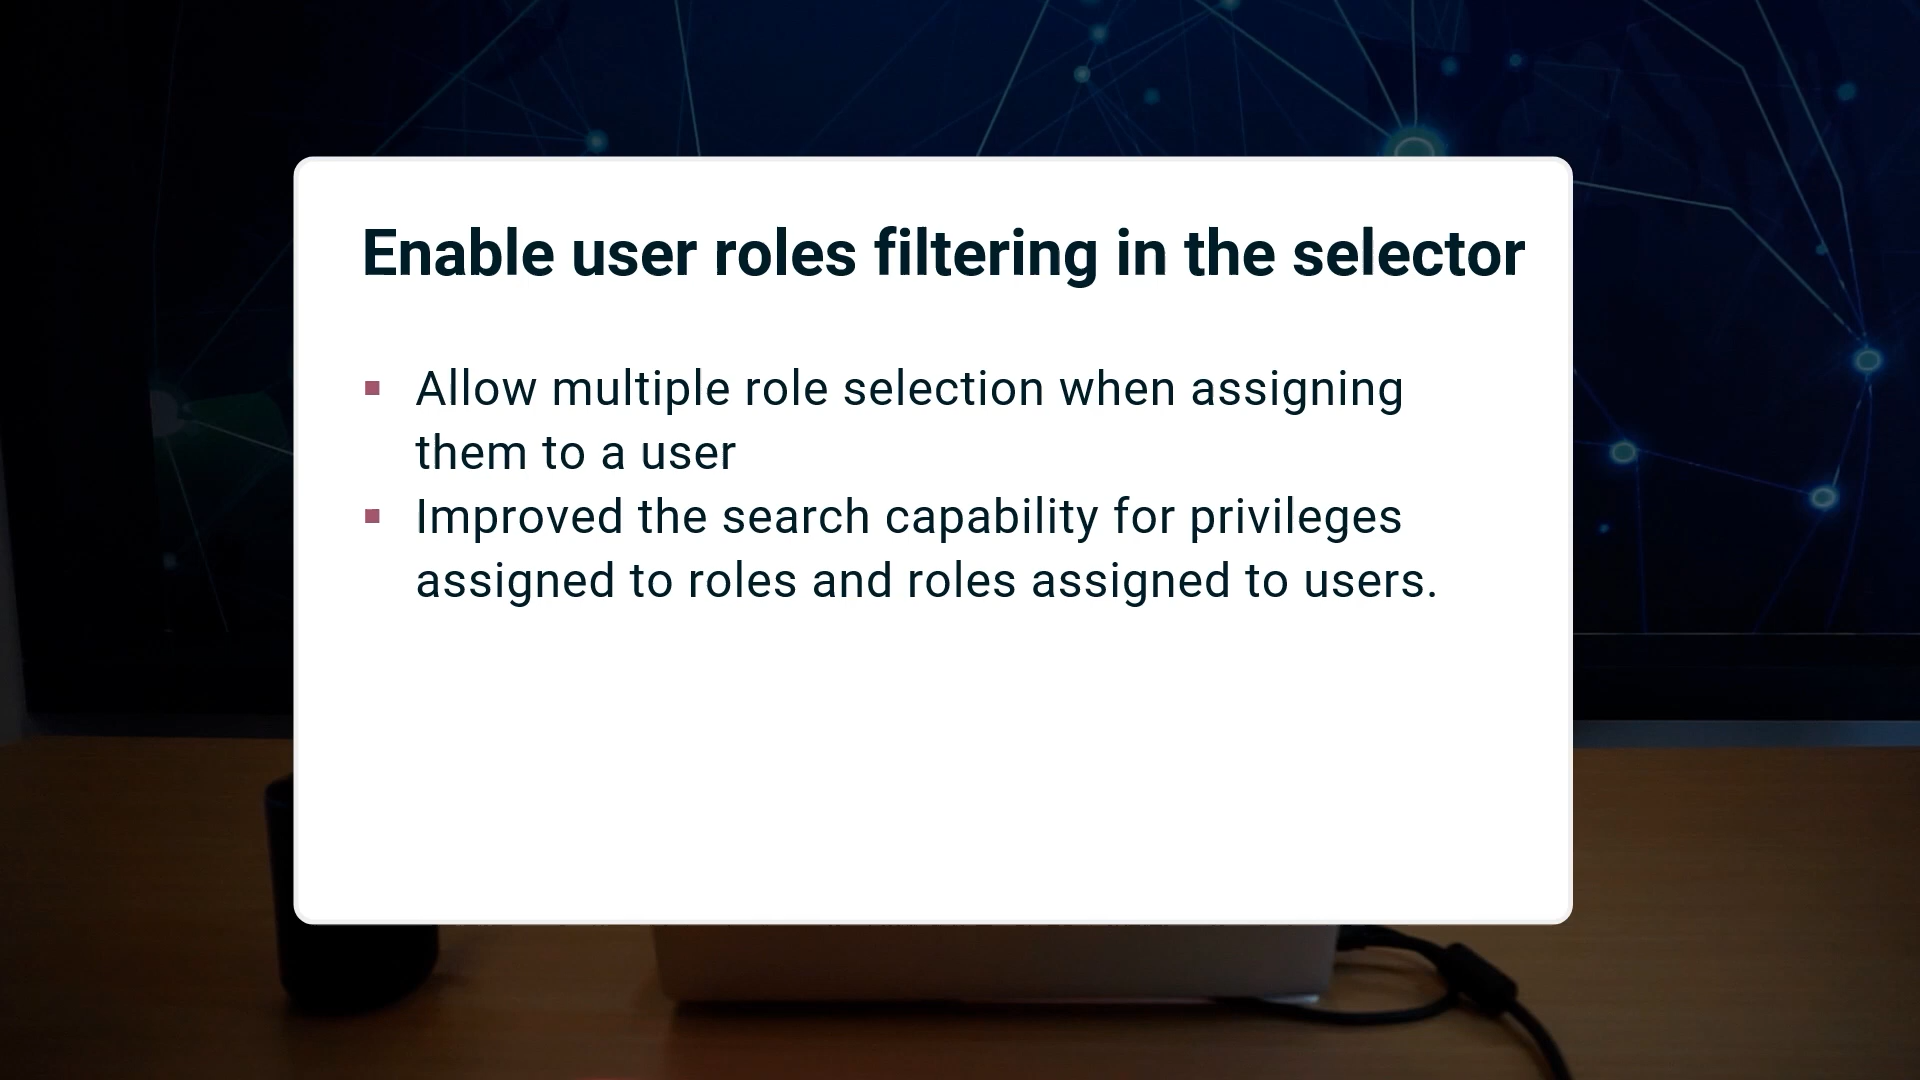 Enable user roles filtering in the selector
Allow multiple role selection when assigning
them to a user
Improved the search capability for privileges
assigned to roles and roles assigned to users.